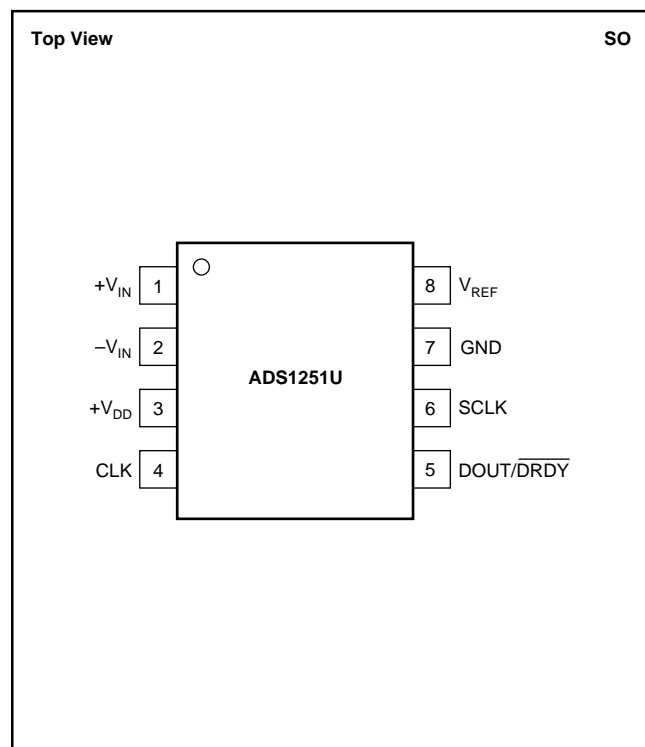 Top View SO
+VIN 1 8 VREF
–VIN 2 7 GND
ADS1251U
+VDD 3 6 SCLK
CLK 4 5 DOUT/DRDY